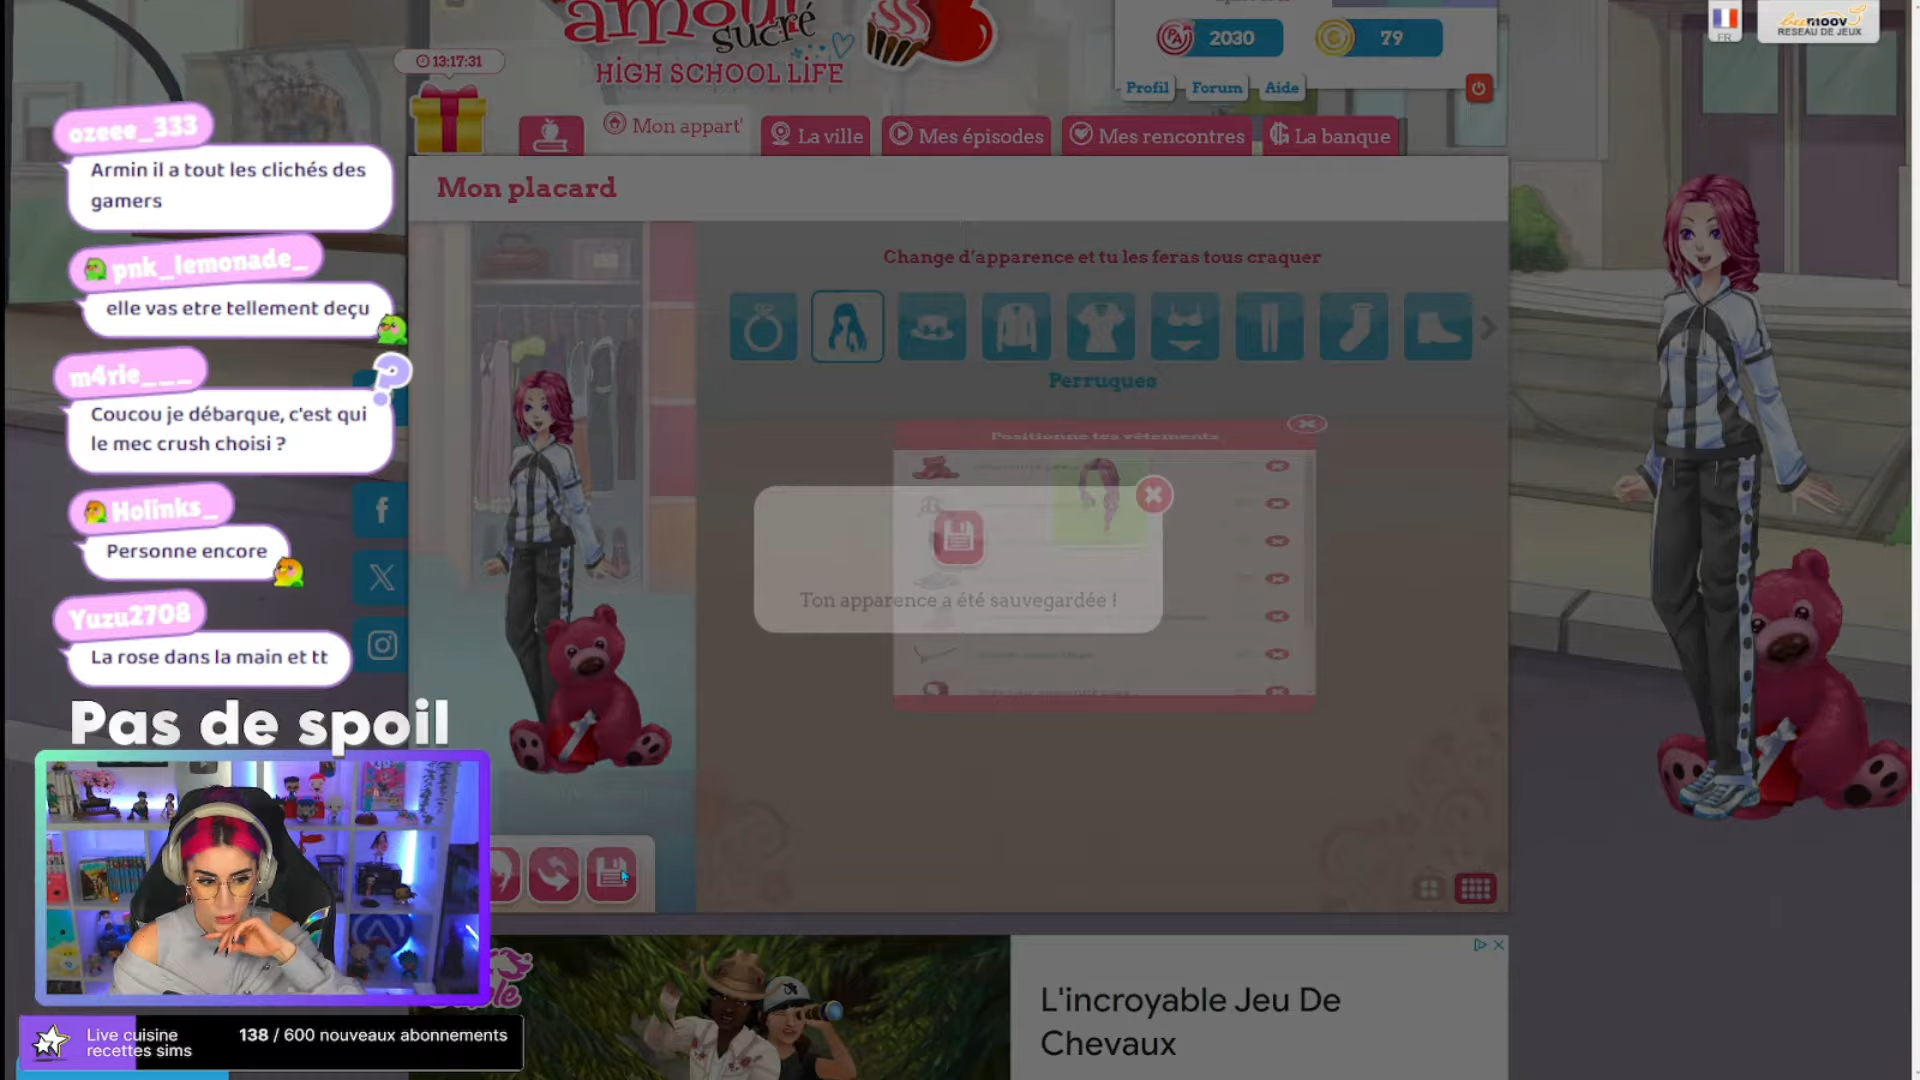 amour
sucré
HiGH SCHOOL LiFE
13:17:31
2030
79
Profil
Forum
Aide
FR
beemoov
RESEAU DE JEUX
Mon appart'
La ville
Mes épisodes
Mes rencontres
La banque
Mon placard
Change d'apparence et tu les feras tous craquer
Perruques
Positionne tes vêtements
Ton apparence a été sauvegardée !
ozeee_333
Armin il a tout les clichés des
gamers
pnk_lemonade_
elle vas etre tellement deçu
m4rie___
Coucou je débarque, c'est qui
le mec crush choisi ?
Holinks_
Personne encore
Yuzu2708
La rose dans la main et tt
Pas de spoil
Live cuisine
recettes sims
138 / 600 nouveaux abonnements
L'incroyable Jeu De
Chevaux